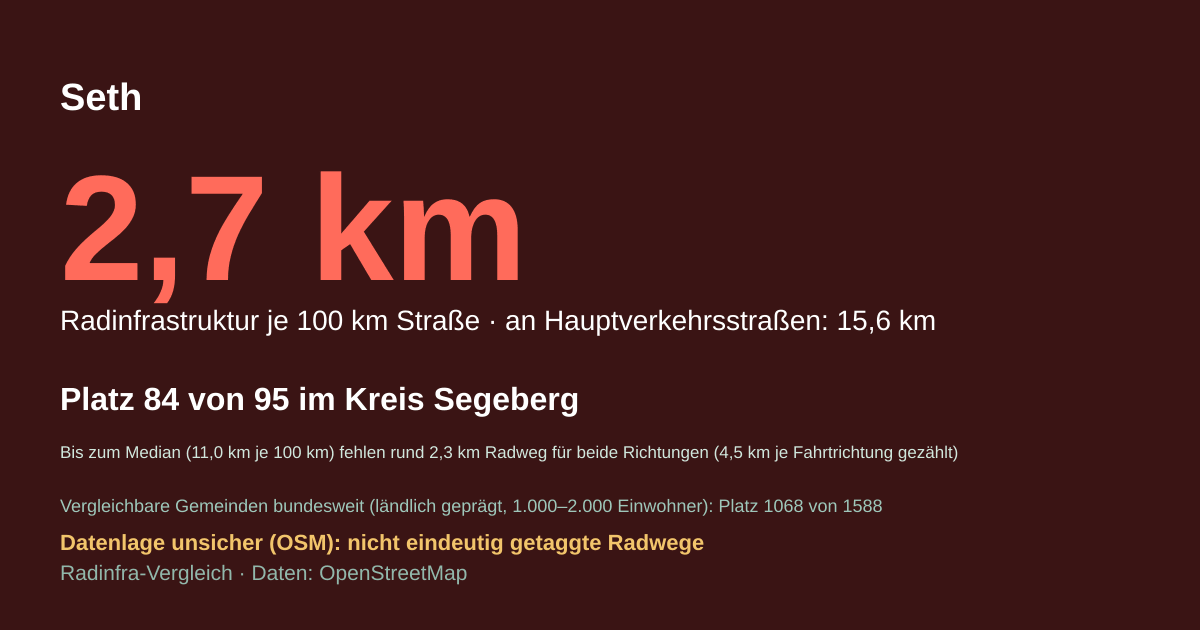 Seth
2,7 km
Radinfrastruktur je 100 km Straße · an Hauptverkehrsstraßen: 15,6 km
Platz 84 von 95 im Kreis Segeberg
Bis zum Median (11,0 km je 100 km) fehlen rund 2,3 km Radweg für beide Richtungen (4,5 km je Fahrtrichtung gezählt)
Vergleichbare Gemeinden bundesweit (ländlich geprägt, 1.000–2.000 Einwohner): Platz 1068 von 1588
Datenlage unsicher (OSM): nicht eindeutig getaggte Radwege
Radinfra-Vergleich · Daten: OpenStreetMap